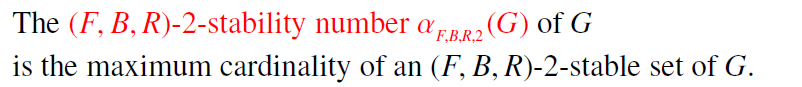 The (F, B, R)-2-stability number α_{F,B,R,2}(G) of G
is the maximum cardinality of an (F, B, R)-2-stable set of G.